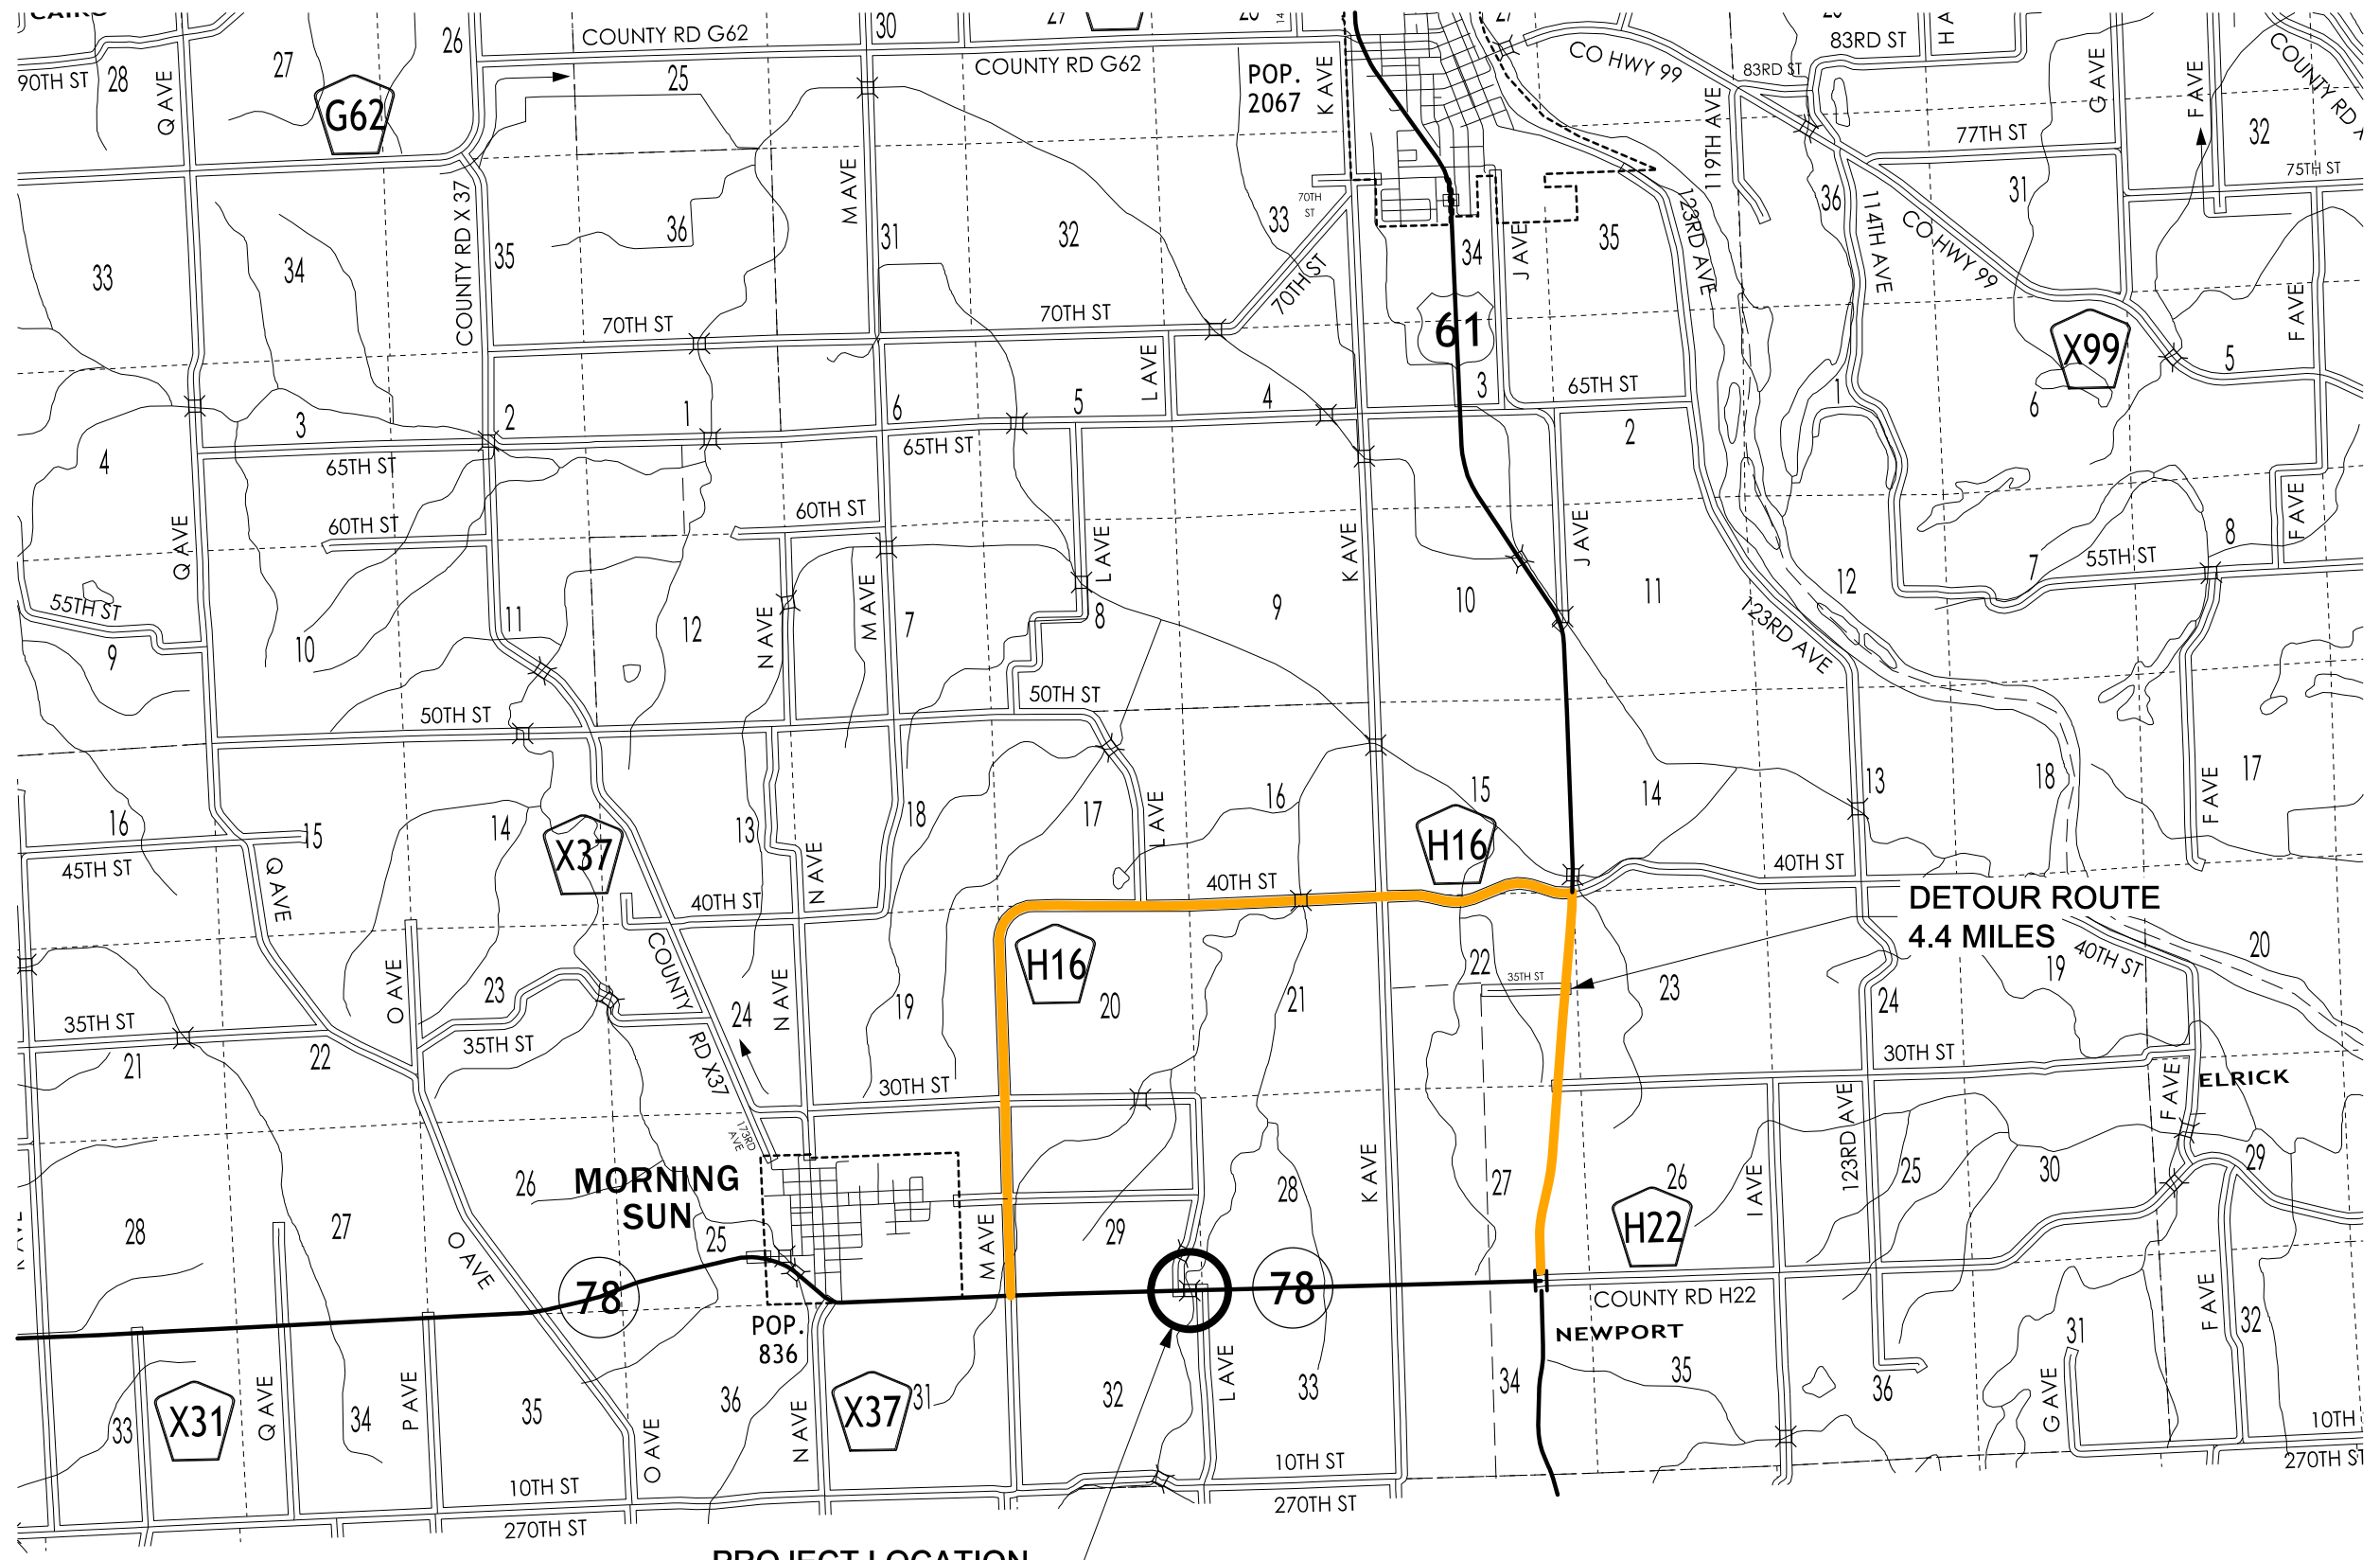 26
COUNTY RD G62
30
83RD ST
27
25
COUNTY RD G62
POP.
2067
K AVE
CO HWY 99
83RD ST
G AVE
F AVE
90TH ST
28
Q AVE
G62
119TH AVE
77TH ST
32
75TH ST
COUNTY RD X 37
M AVE
36
31
32
33
70TH
ST
34
J AVE
35
123RD AVE
36
114TH AVE
31
CO HWY 99
33
34
35
70TH ST
70TH ST
70TH ST
61
X99
F AVE
5
L AVE
3
65TH ST
1
6
3
2
1
6
5
4
65TH ST
65TH ST
2
4
Q AVE
60TH ST
60TH ST
L AVE
K AVE
J AVE
F AVE
8
7
55TH ST
12
55TH ST
11
N AVE
M AVE
10
9
8
9
10
11
12
7
123RD AVE
50TH ST
50TH ST
16
15
14
X37
13
18
17
L AVE
16
15
14
13
18
17
F AVE
45TH ST
Q AVE
N AVE
40TH ST
40TH ST
H16
40TH ST
DETOUR ROUTE
4.4 MILES
40TH ST
COUNTY
RD X37
O AVE
23
24
N AVE
19
H16
20
21
22
35TH ST
23
24
19
20
35TH ST
21
22
35TH ST
30TH ST
30TH ST
ELRICK
F AVE
173RD
AVE
MORNING
SUN
26
25
28
27
O AVE
M AVE
29
28
K AVE
27
26
H22
I AVE
123RD AVE
25
30
29
78
78
POP.
836
COUNTY RD H22
NEWPORT
F AVE
32
31
X31
33
Q AVE
34
P AVE
35
O AVE
36
N AVE
X37
31
32
L AVE
33
34
35
36
G AVE
10TH ST
10TH ST
10TH
270TH ST
270TH ST
270TH ST
PROJECT LOCATION